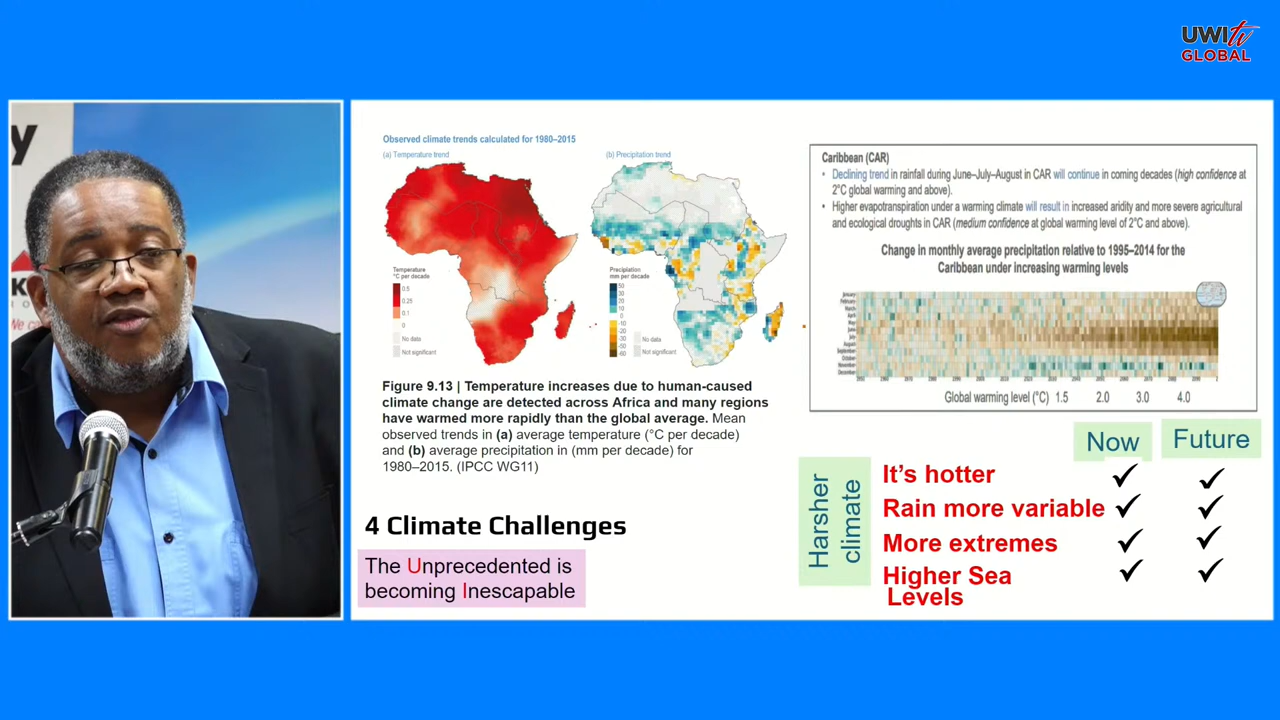 UWItv
GLOBAL
y
K
We c
Observed climate trends calculated for 1980–2015
(a) Temperature trend
(b) Precipitation trend
Temperature
°C per decade
0.5
0.25
0.1
0
No data
Not significant
Precipitation
mm per decade
50
30
20
10
0
-10
-20
-30
-50
-60
No data
Not significant
Figure 9.13 | Temperature increases due to human-caused
climate change are detected across Africa and many regions
have warmed more rapidly than the global average. Mean
observed trends in (a) average temperature (°C per decade)
and (b) average precipitation in (mm per decade) for
1980–2015. (IPCC WG11)
4 Climate Challenges
The Unprecedented is
becoming Inescapable
Caribbean (CAR)
• Declining trend in rainfall during June–July–August in CAR will continue in coming decades (high confidence at
2°C global warming and above).
• Higher evapotranspiration under a warming climate will result in increased aridity and more severe agricultural
and ecological droughts in CAR (medium confidence at global warming level of 2°C and above).
Change in monthly average precipitation relative to 1995–2014 for the
Caribbean under increasing warming levels
January
February
March
April
May
June
July
August
September
October
November
December
Global warming level (°C) 1.5 2.0 3.0 4.0
Now
Future
Harsher
climate
It's hotter ✓ ✓
Rain more variable ✓ ✓
More extremes ✓ ✓
Higher Sea ✓ ✓
Levels